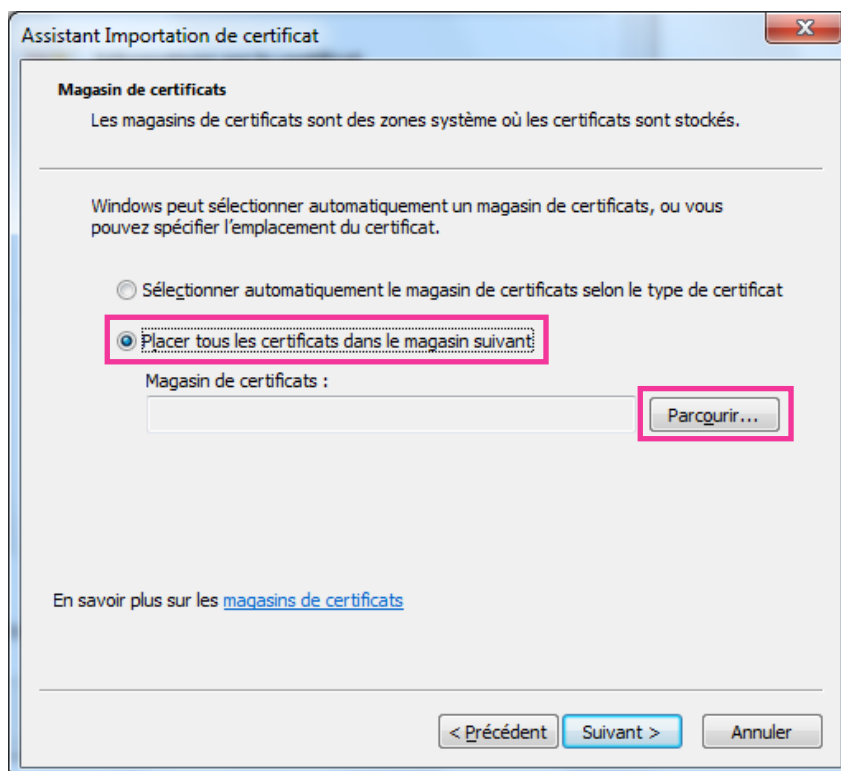 Assistant Importation de certificat
Magasin de certificats
Les magasins de certificats sont des zones système où les certificats sont stockés.
Windows peut sélectionner automatiquement un magasin de certificats, ou vous
pouvez spécifier l'emplacement du certificat.
Sélectionner automatiquement le magasin de certificats selon le type de certificat
Placer tous les certificats dans le magasin suivant
Magasin de certificats :
Parcourir...
En savoir plus sur les magasins de certificats
< Précédent Suivant > Annuler